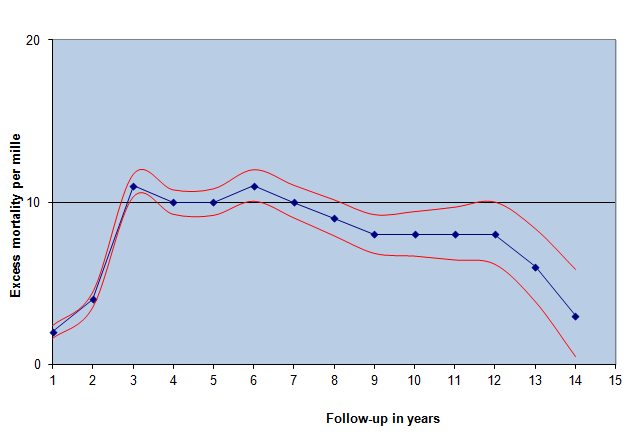 20
10
0
Excess mortality per mille
1 2 3 4 5 6 7 8 9 10 11 12 13 14 15
Follow-up in years